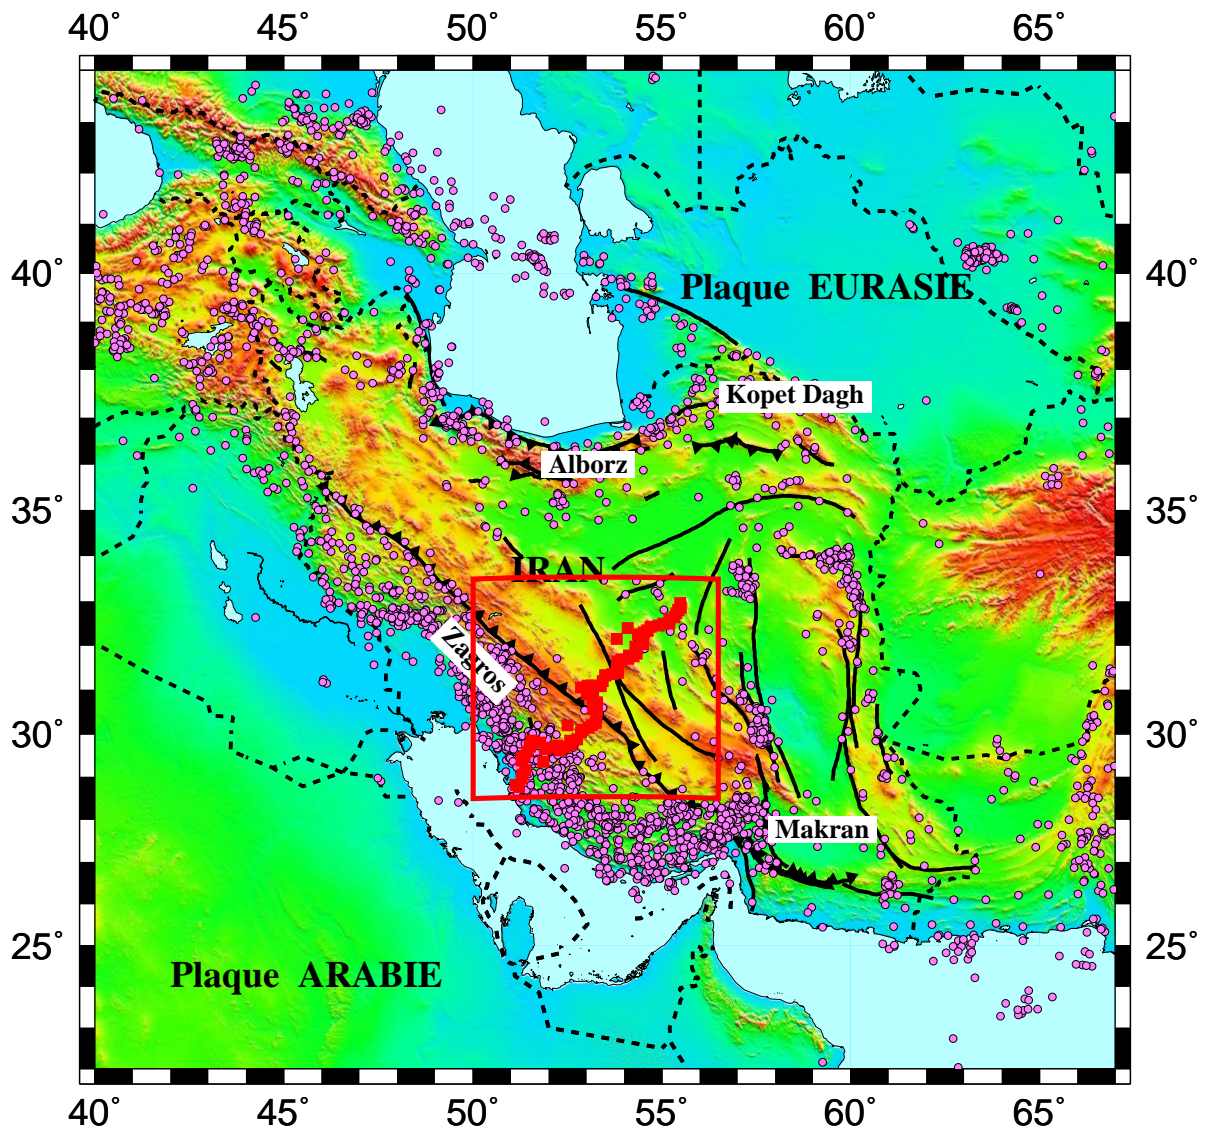 40° 45° 50° 55° 60° 65°
40° 40°
Plaque EURASIE
Kopet Dagh
Alborz
35° 35°
IRAN
Zagros
30° 30°
Makran
25° 25°
Plaque ARABIE
40° 45° 50° 55° 60° 65°